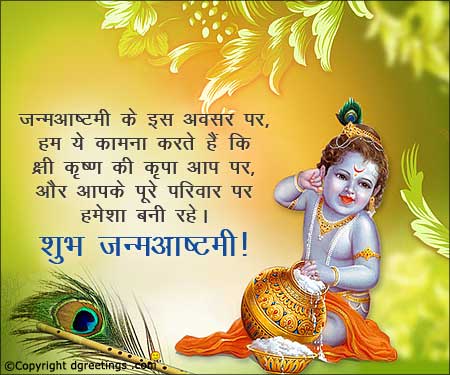 जन्मआष्टमी के इस अवसर पर,
हम ये कामना करते हैं कि
क्ष्री कृष्ण की कृपा आप पर,
और आपके पूरे परिवार पर
हमेशा बनी रहे।
शुभ जन्मआष्टमी!
©Copyright dgreetings.com